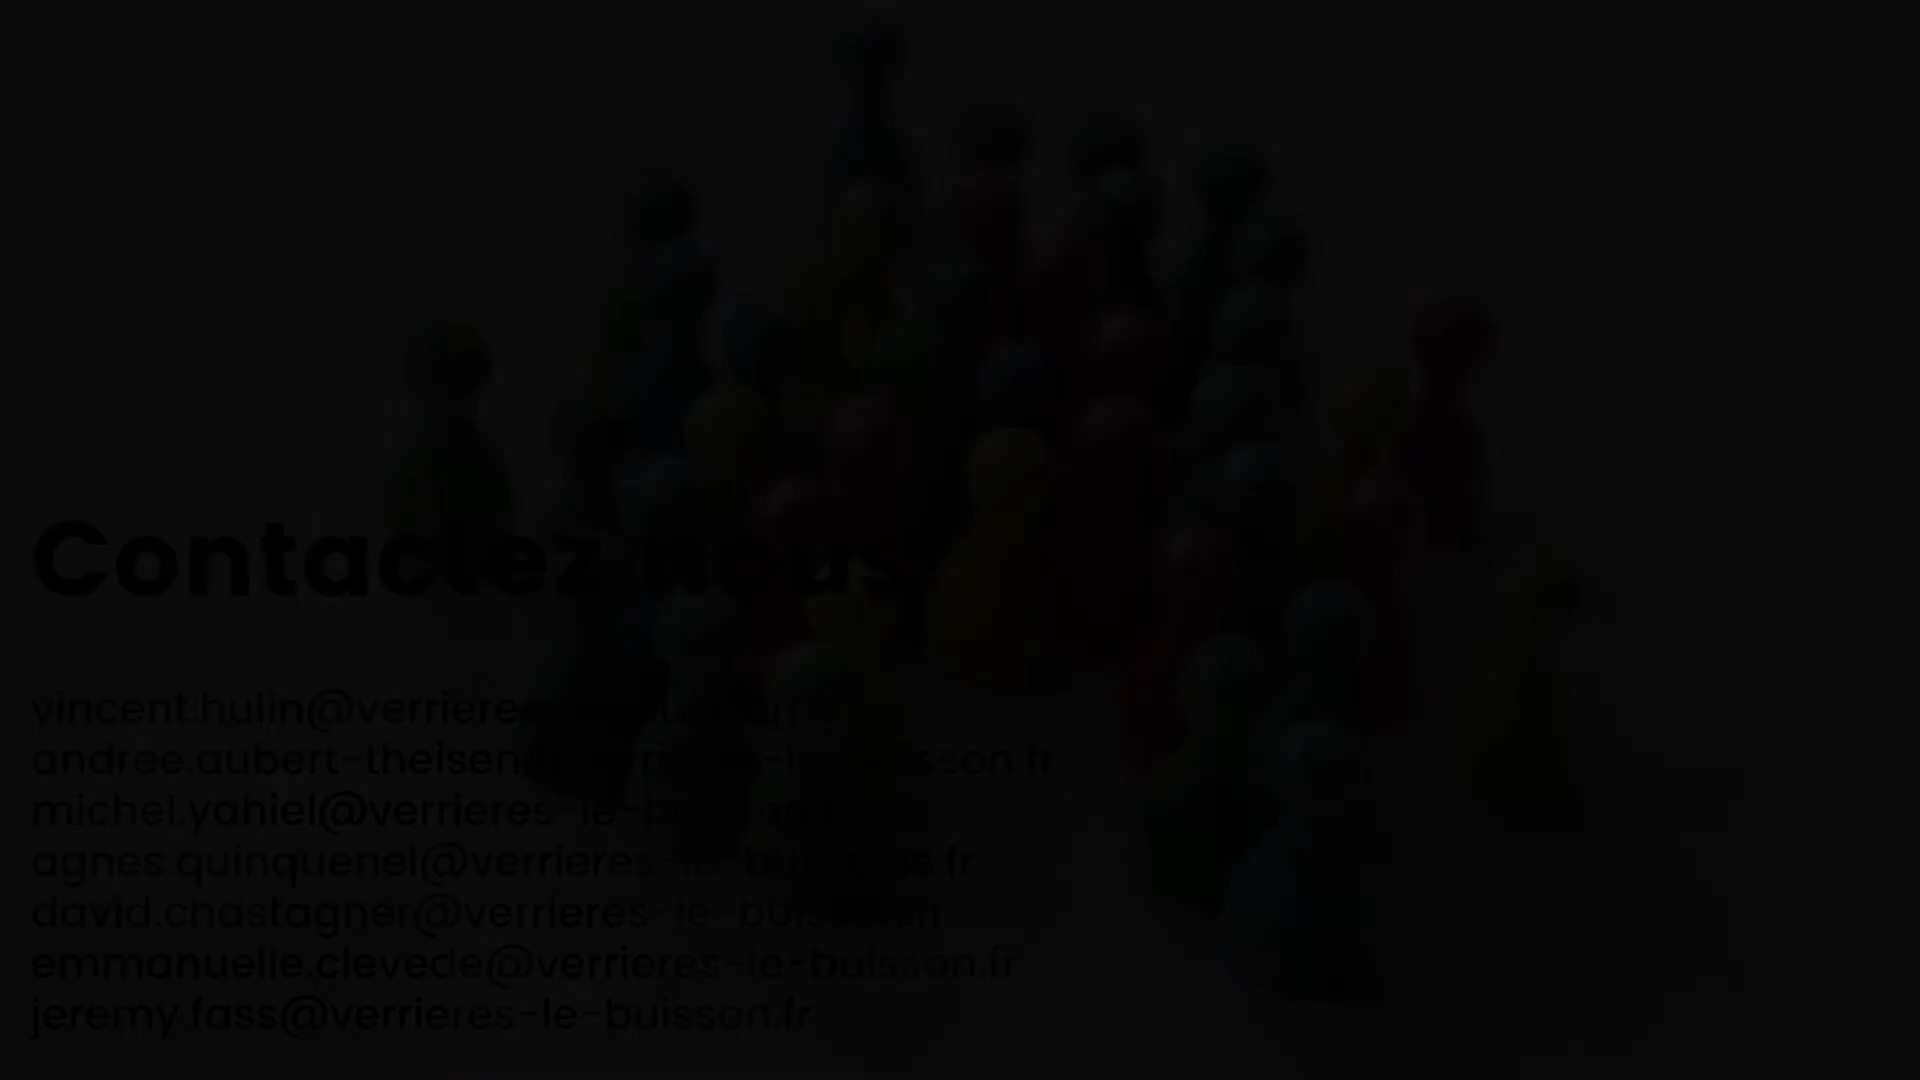 Contactez nous
vincent.hulin@verrieres-le-buisson.fr
andree.aubert-theisen@verrieres-le-buisson.fr
michel.yahiel@verrieres-le-buisson.fr
agnes.quinquenel@verrieres-le-buissons.fr
david.chastagner@verrieres-le-buisson.fr
emmanuelle.clevede@verrieres-le-buisson.fr
jeremy.fass@verrieres-le-buisson.fr